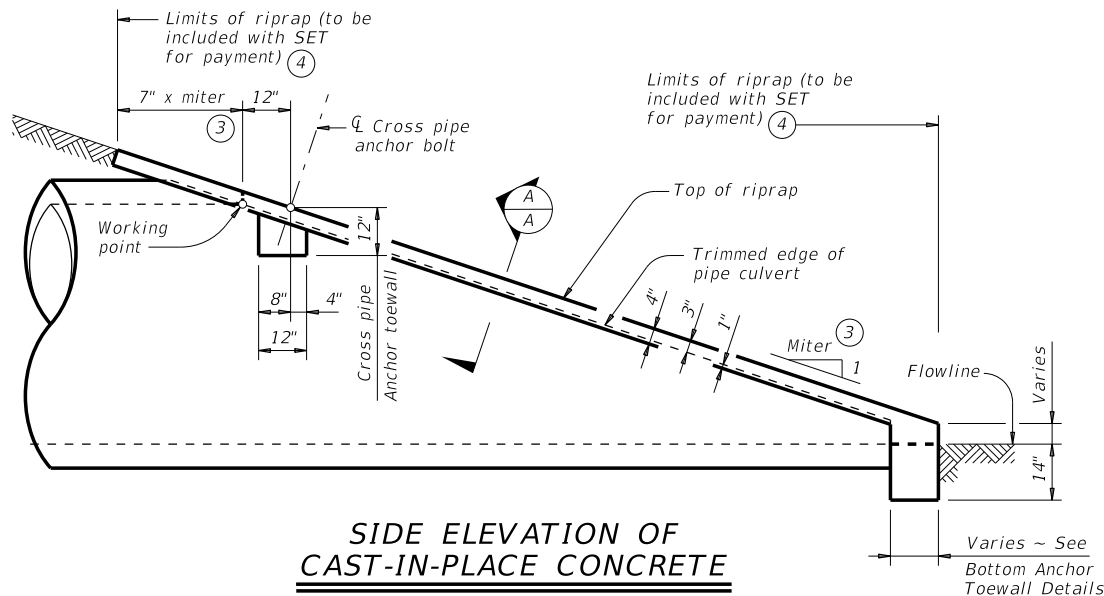 Limits of riprap (to be
included with SET
for payment) 4
7" x miter
12"
3
℄ Cross pipe
anchor bolt
Limits of riprap (to be
included with SET
for payment) 4
A
A
Top of riprap
Working
point
12"
Trimmed edge of
pipe culvert
8"
4"
12"
Cross pipe
Anchor toewall
4"
3"
1"
Miter 3
1
Flowline
Varies
14"
SIDE ELEVATION OF
CAST-IN-PLACE CONCRETE
Varies ~ See
Bottom Anchor
Toewall Details